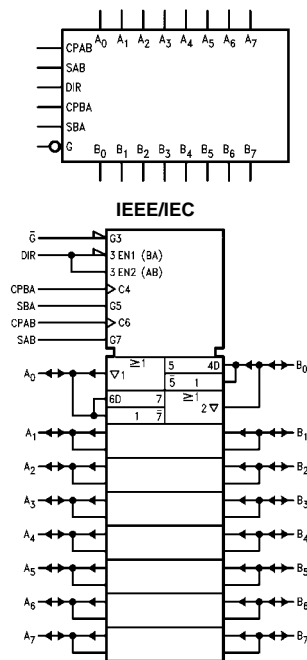 A0 A1 A2 A3 A4 A5 A6 A7
CPAB
SAB
DIR
CPBA
SBA
G
B0 B1 B2 B3 B4 B5 B6 B7
IEEE/IEC
G̅ G3
DIR 3 EN1 (BA)
3 EN2 (AB)
CPBA C4
SBA G5
CPAB C6
SAB G7
A0 ▽1 ≥1 5 4D B0
5̅ 1
6D 7 ≥1
1 7̅ 2▽
A1 B1
A2 B2
A3 B3
A4 B4
A5 B5
A6 B6
A7 B7